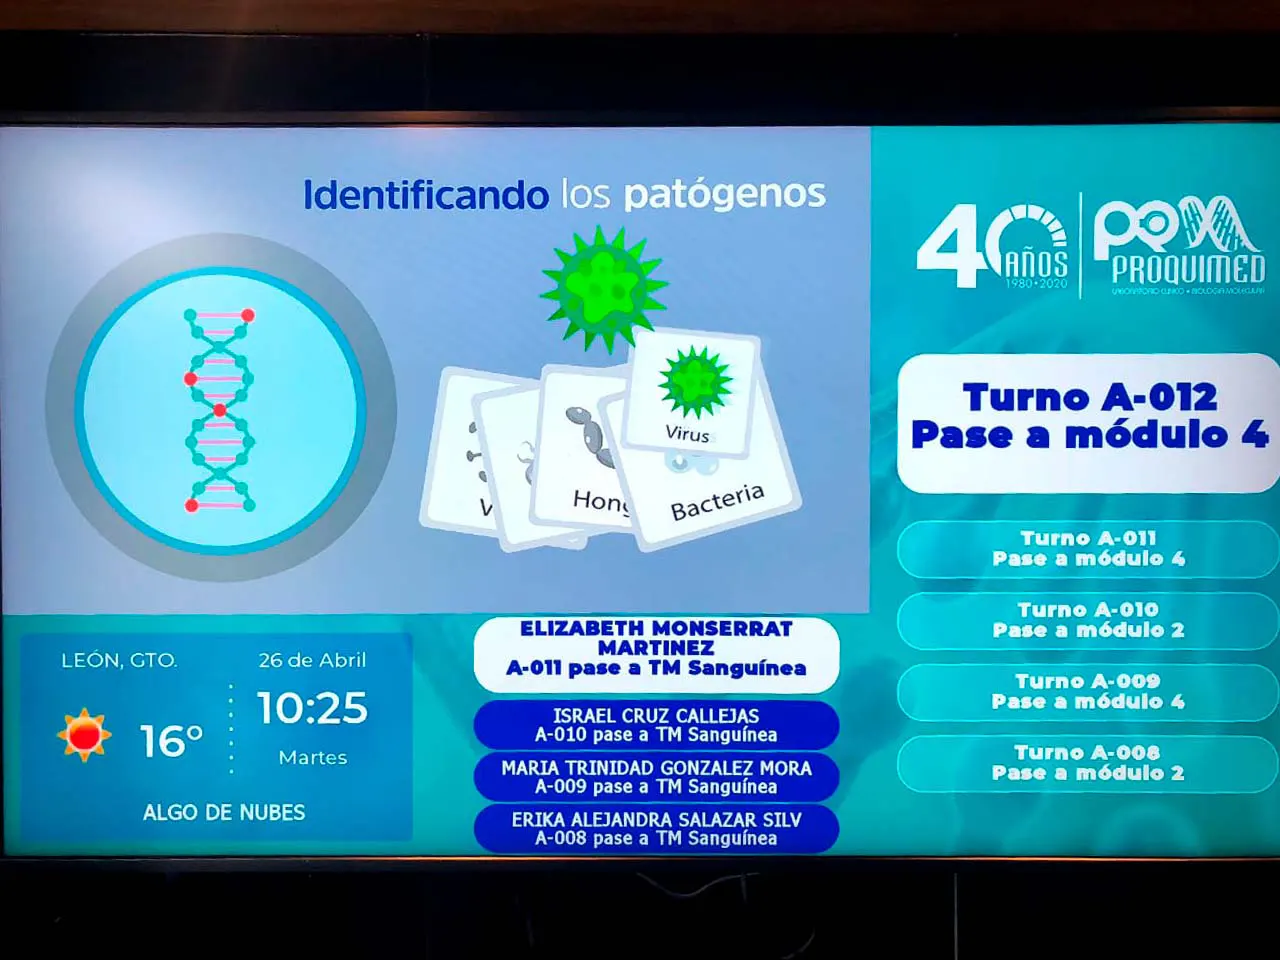 Identificando los patógenos
Virus
V
Hong
Bacteria
40 AÑOS
1980•2020
PROQUIMED
LABORATORIO CLÍNICO • BIOLOGÍA MOLECULAR
Turno A-012
Pase a módulo 4
Turno A-011
Pase a módulo 4
Turno A-010
Pase a módulo 2
Turno A-009
Pase a módulo 4
Turno A-008
Pase a módulo 2
LEÓN, GTO.
26 de Abril
10:25
16°
Martes
ALGO DE NUBES
ELIZABETH MONSERRAT
MARTINEZ
A-011 pase a TM Sanguínea
ISRAEL CRUZ CALLEJAS
A-010 pase a TM Sanguínea
MARIA TRINIDAD GONZALEZ MORA
A-009 pase a TM Sanguínea
ERIKA ALEJANDRA SALAZAR SILV
A-008 pase a TM Sanguínea